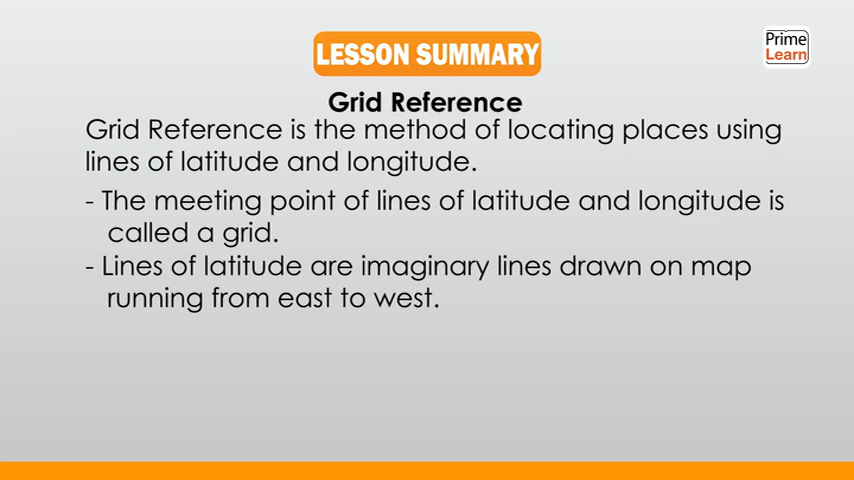 LESSON SUMMARY
Prime
Learn
Grid Reference
Grid Reference is the method of locating places using
lines of latitude and longitude.
- The meeting point of lines of latitude and longitude is
called a grid.
- Lines of latitude are imaginary lines drawn on map
running from east to west.